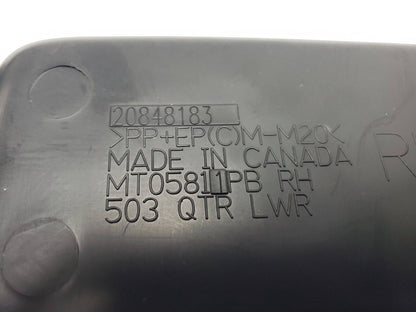 20848183
>PP+EP(C)M-M20<
MADE IN CANADA
MT05811PB RH
503 QTR LWR
R